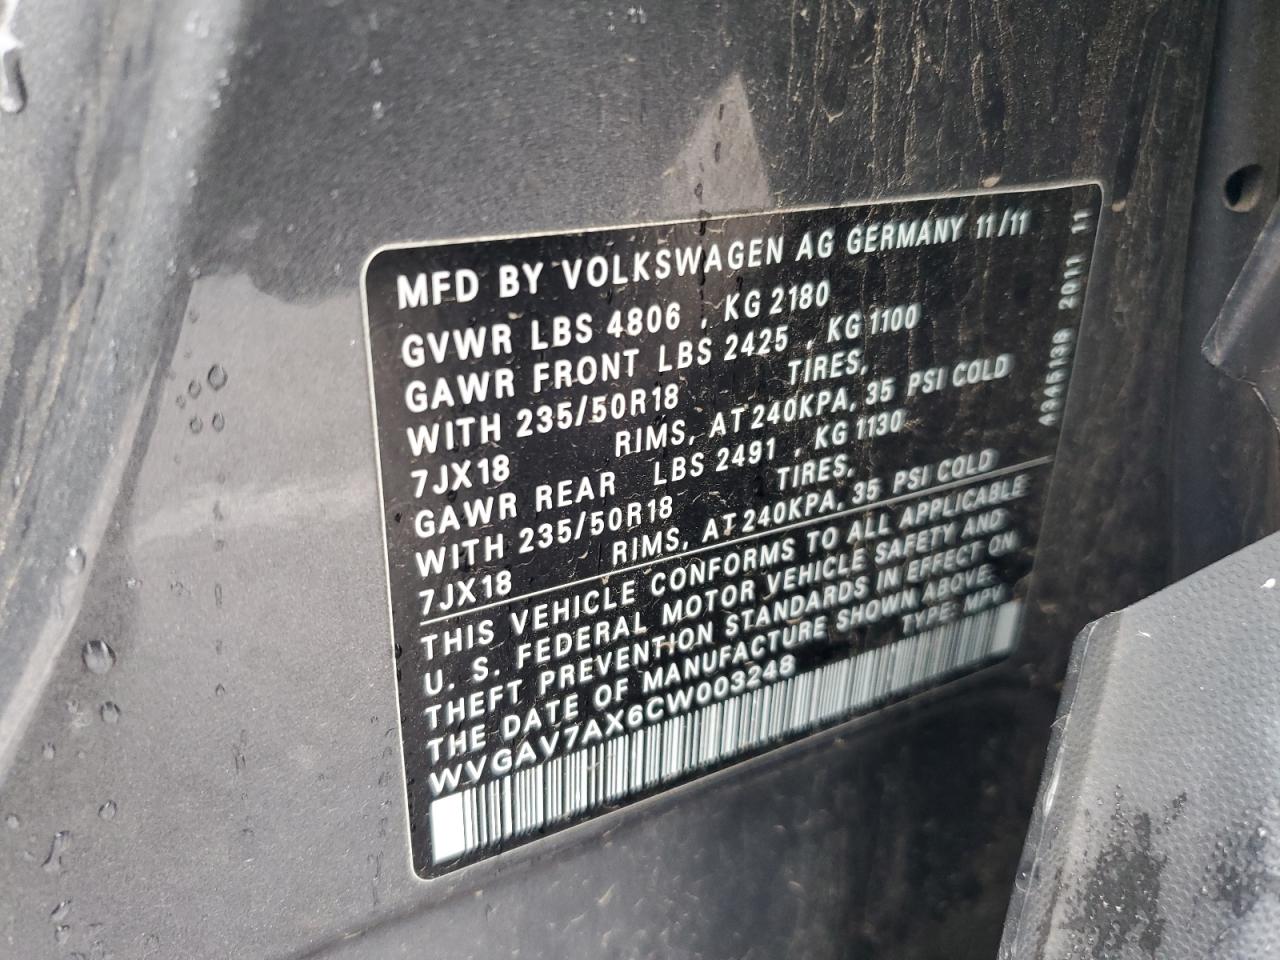 MFD BY VOLKSWAGEN AG GERMANY 11/11
GVWR LBS 4806 , KG 2180
GAWR FRONT LBS 2425 , KG 1100
WITH 235/50R18 TIRES,
7JX18 RIMS, AT 240KPA, 35 PSI COLD
GAWR REAR LBS 2491 , KG 1130
WITH 235/50R18 TIRES,
7JX18 RIMS, AT 240KPA, 35 PSI COLD
THIS VEHICLE CONFORMS TO ALL APPLICABLE
U. S. FEDERAL MOTOR VEHICLE SAFETY AND
THEFT PREVENTION STANDARDS IN EFFECT ON
THE DATE OF MANUFACTURE SHOWN ABOVE.
WVGAV7AX6CW003248 TYPE: MPV
2011 11